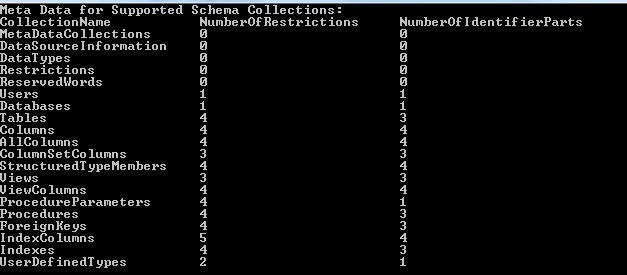 Meta Data for Supported Schema Collections:
CollectionName NumberOfRestrictions NumberOfIdentifierParts
MetaDataCollections 0 0
DataSourceInformation 0 0
DataTypes 0 0
Restrictions 0 0
ReservedWords 0 0
Users 1 1
Databases 1 1
Tables 4 3
Columns 4 4
AllColumns 4 4
ColumnSetColumns 3 3
StructuredTypeMembers 4 4
Views 3 3
ViewColumns 4 4
ProcedureParameters 4 1
Procedures 4 3
ForeignKeys 4 3
IndexColumns 5 4
Indexes 4 3
UserDefinedTypes 2 1